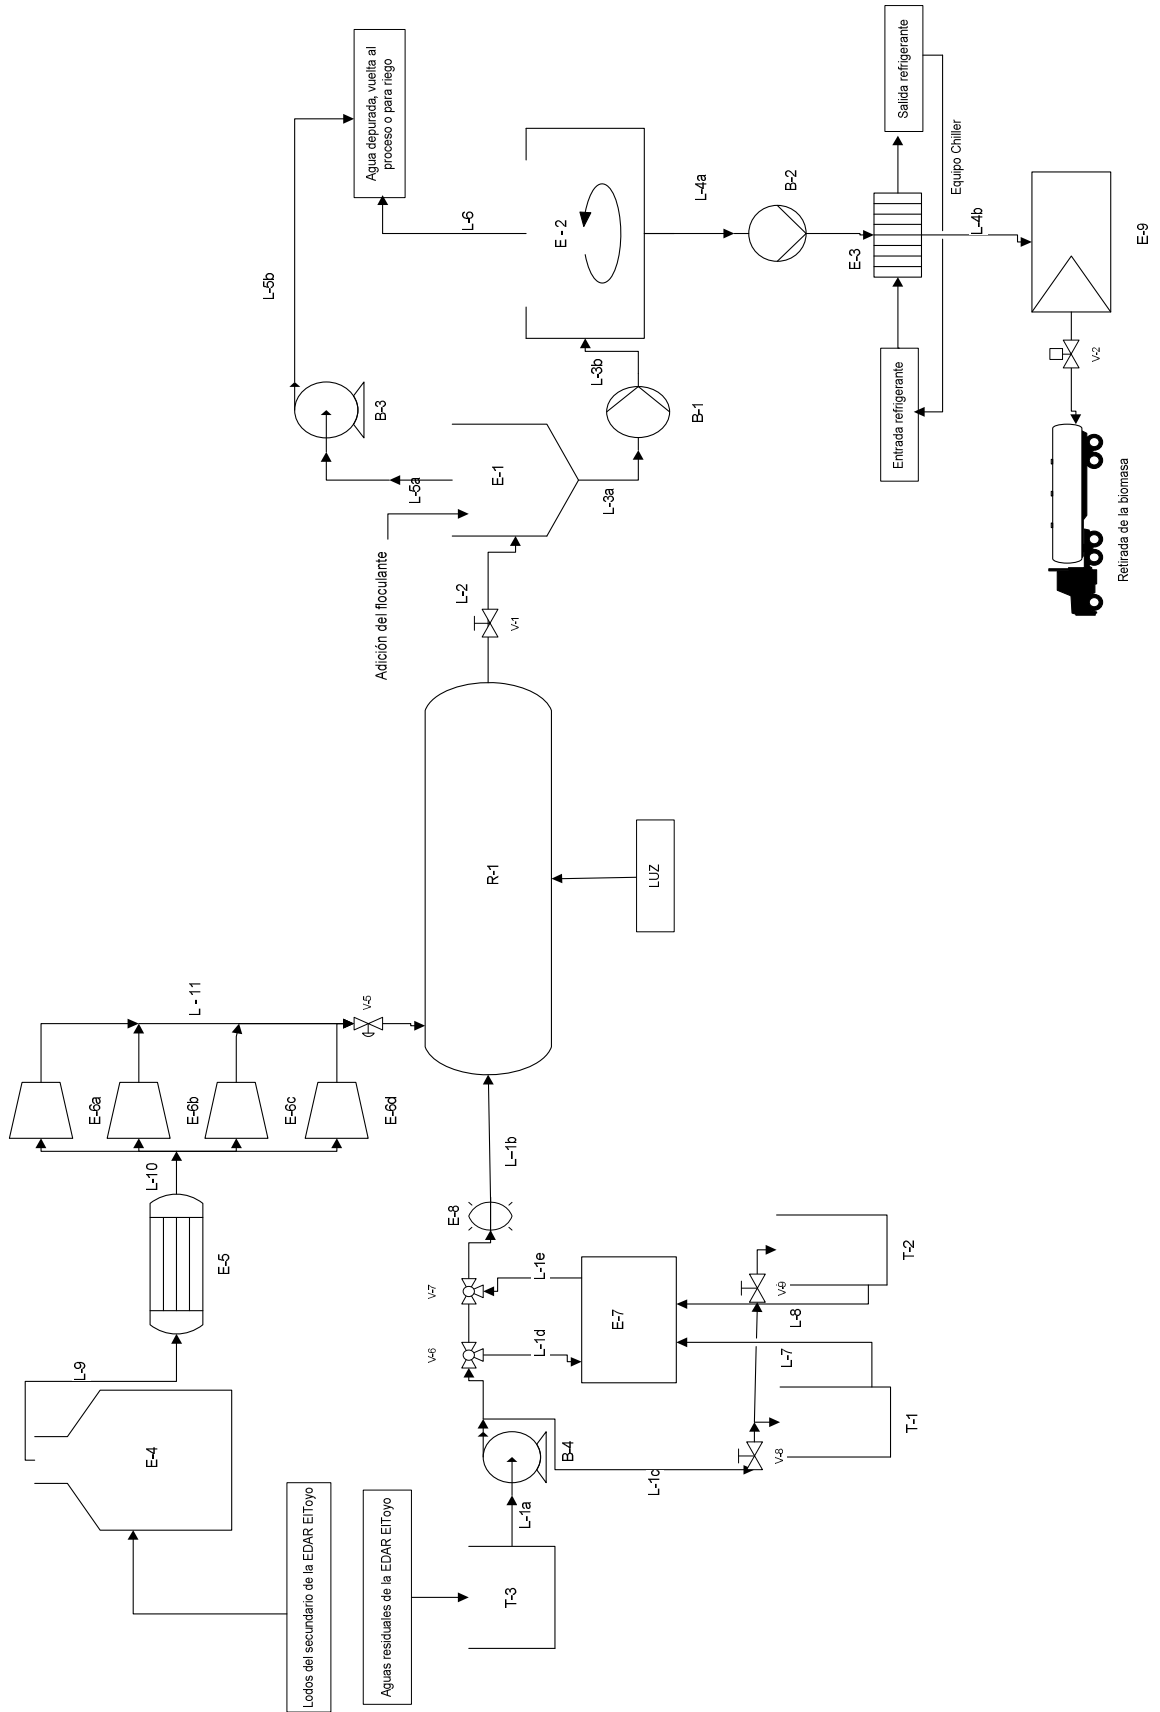 Lodos del secundario de la EDAR ElToyo
Aguas residuales de la EDAR ElToyo
E-4
L-9
E-5
L-10
E-6a
E-6b
E-6c
E-6d
L - 11
V-5
T-3
L-1a
B-4
L-1c
V-6
V-7
L-1d
L-1e
E-7
E-8
L-1b
V-8
T-1
L-7
V-9
L-8
T-2
R-1
LUZ
V-1
L-2
Adición del floculante
E-1
L-5a
L-3a
B-3
L-5b
B-1
L-3b
E - 2
L-6
Agua depurada, vuelta al
proceso o para riego
L-4a
B-2
E-3
Entrada refrigerante
Salida refrigerante
Equipo Chiller
L-4b
E-9
V-2
Retirada de la biomasa